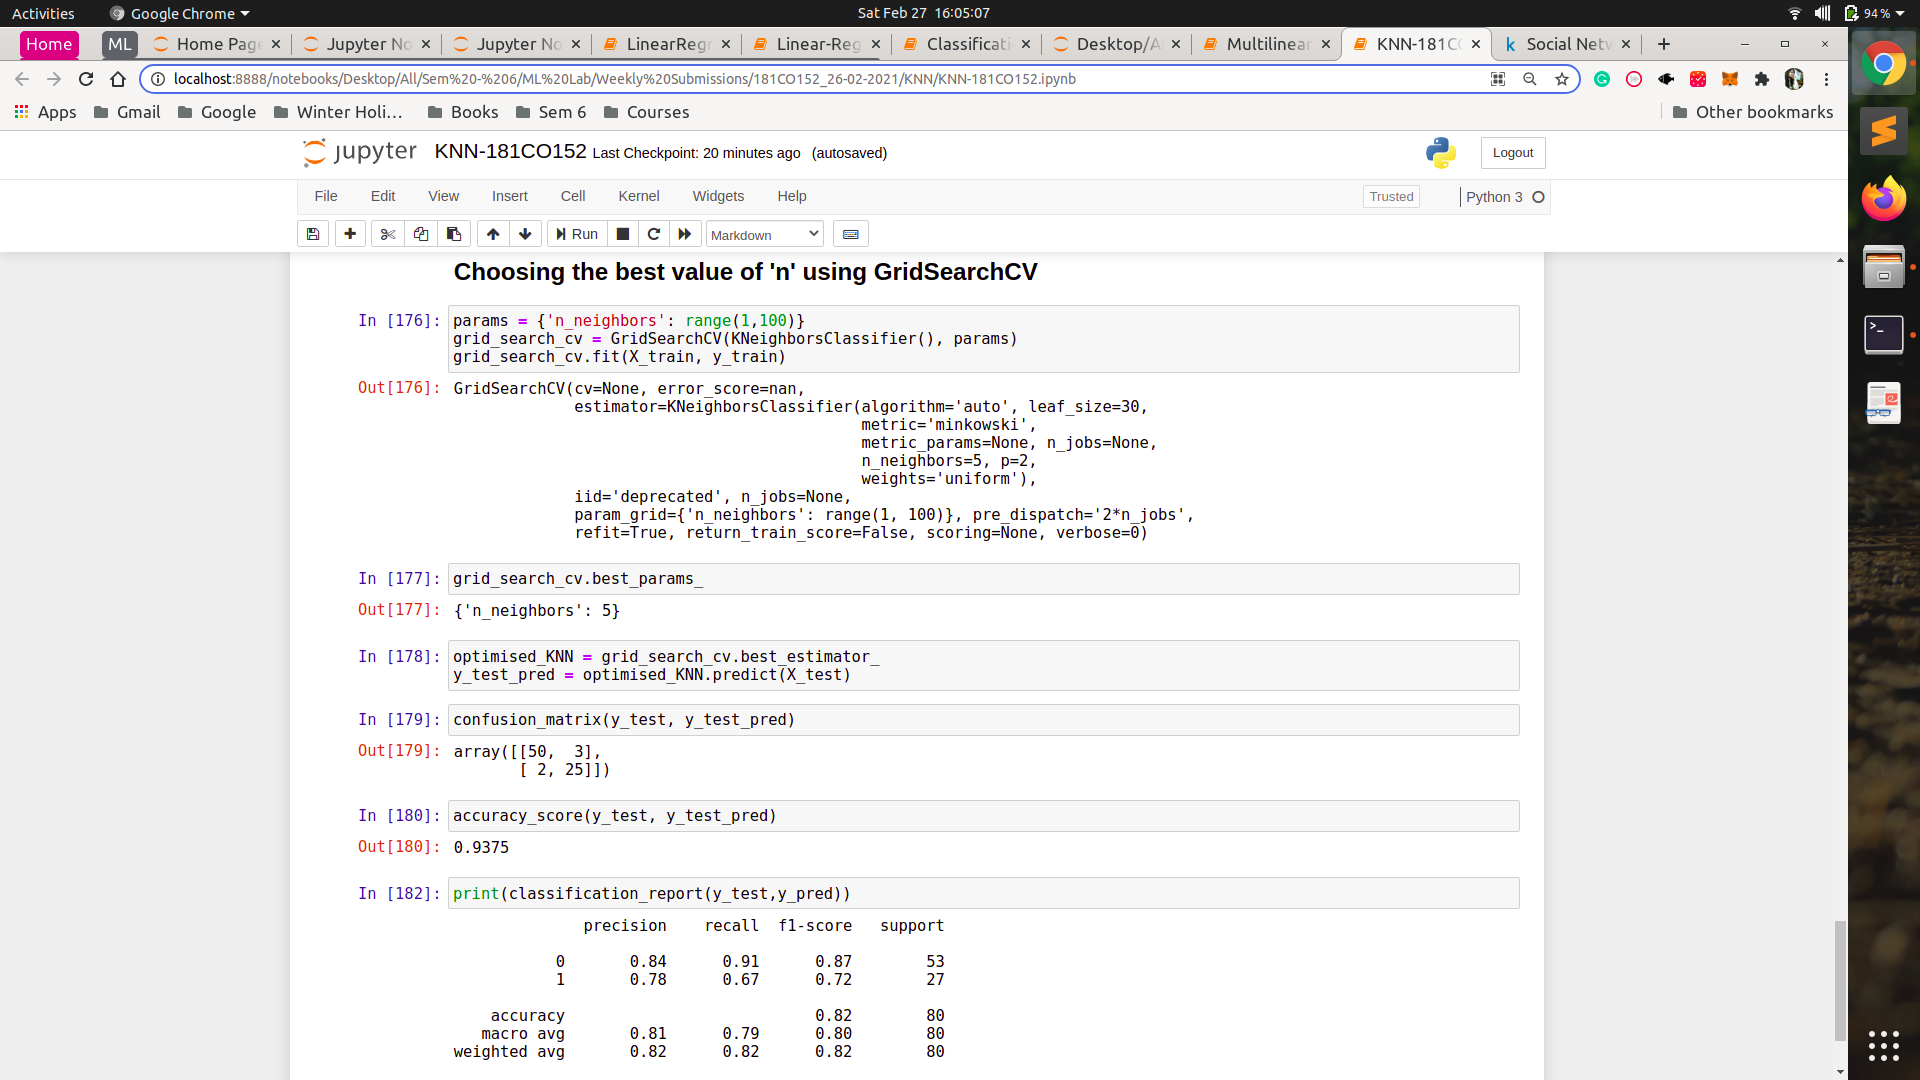 Activities Google Chrome Sat Feb 27 16:05:07 94%
Home ML Home Page Jupyter No Jupyter No LinearRegr Linear-Reg Classificati Desktop/A Multilinear KNN-181CO Social Netw
localhost:8888/notebooks/Desktop/All/Sem%20-%206/ML%20Lab/Weekly%20Submissions/181CO152_26-02-2021/KNN/KNN-181CO152.ipynb
Apps Gmail Google Winter Holi... Books Sem 6 Courses Other bookmarks
jupyter KNN-181CO152 Last Checkpoint: 20 minutes ago (autosaved) Logout
File Edit View Insert Cell Kernel Widgets Help Trusted Python 3
Run Markdown
Choosing the best value of 'n' using GridSearchCV
In [176]: params = {'n_neighbors': range(1,100)}
grid_search_cv = GridSearchCV(KNeighborsClassifier(), params)
grid_search_cv.fit(X_train, y_train)
Out[176]: GridSearchCV(cv=None, error_score=nan,
estimator=KNeighborsClassifier(algorithm='auto', leaf_size=30,
metric='minkowski',
metric_params=None, n_jobs=None,
n_neighbors=5, p=2,
weights='uniform'),
iid='deprecated', n_jobs=None,
param_grid={'n_neighbors': range(1, 100)}, pre_dispatch='2*n_jobs',
refit=True, return_train_score=False, scoring=None, verbose=0)
In [177]: grid_search_cv.best_params_
Out[177]: {'n_neighbors': 5}
In [178]: optimised_KNN = grid_search_cv.best_estimator_
y_test_pred = optimised_KNN.predict(X_test)
In [179]: confusion_matrix(y_test, y_test_pred)
Out[179]: array([[50, 3],
[ 2, 25]])
In [180]: accuracy_score(y_test, y_test_pred)
Out[180]: 0.9375
In [182]: print(classification_report(y_test,y_pred))
precision recall f1-score support
0 0.84 0.91 0.87 53
1 0.78 0.67 0.72 27
accuracy 0.82 80
macro avg 0.81 0.79 0.80 80
weighted avg 0.82 0.82 0.82 80